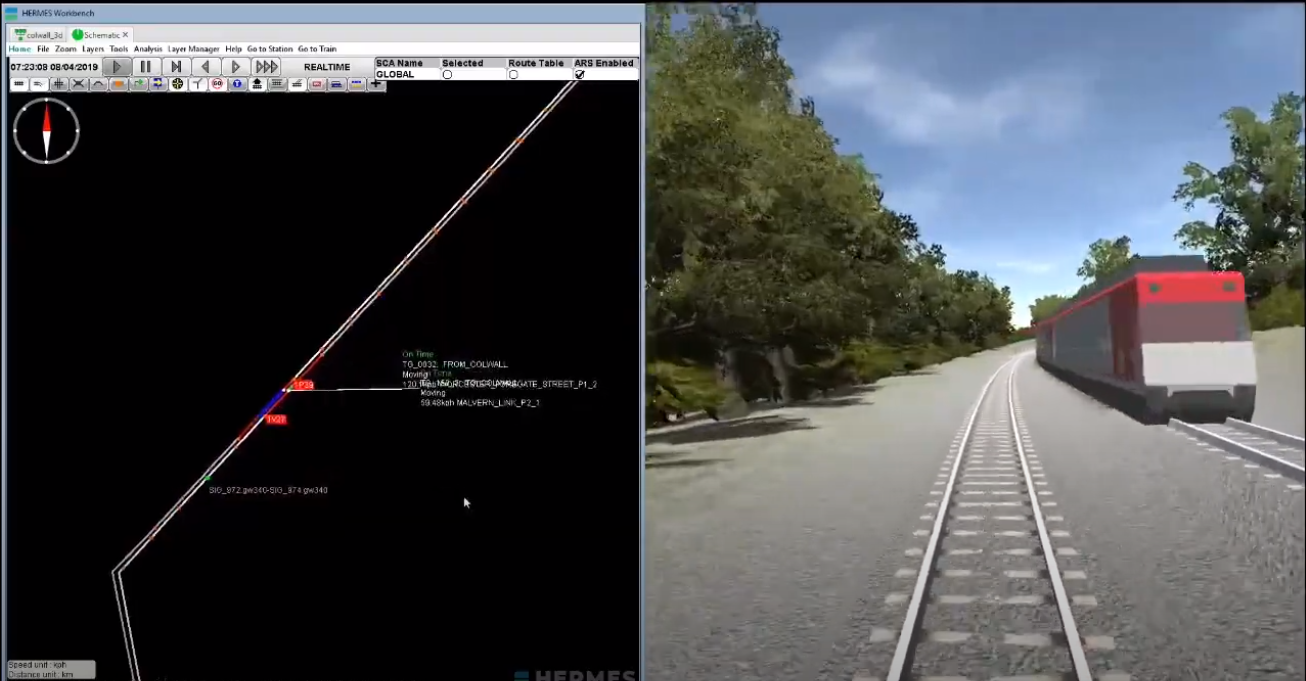 HERMES Workbench
colwall_3d Schematic
Home File Zoom Layers Tools Analysis Layer Manager Help Go to Station Go to Train
07:23:09 08/04/2019 REALTIME
SCA Name Selected Route Table ARS Enabled
GLOBAL
On Time
TG_0832: FROM_COLWALL
Moving
1P39
Moving
59.48kph MALVERN_LINK_P2_1
1V27
SIG_972.gw340-SIG_874.gw340
Speed unit : kph
Distance unit : km
HERMES